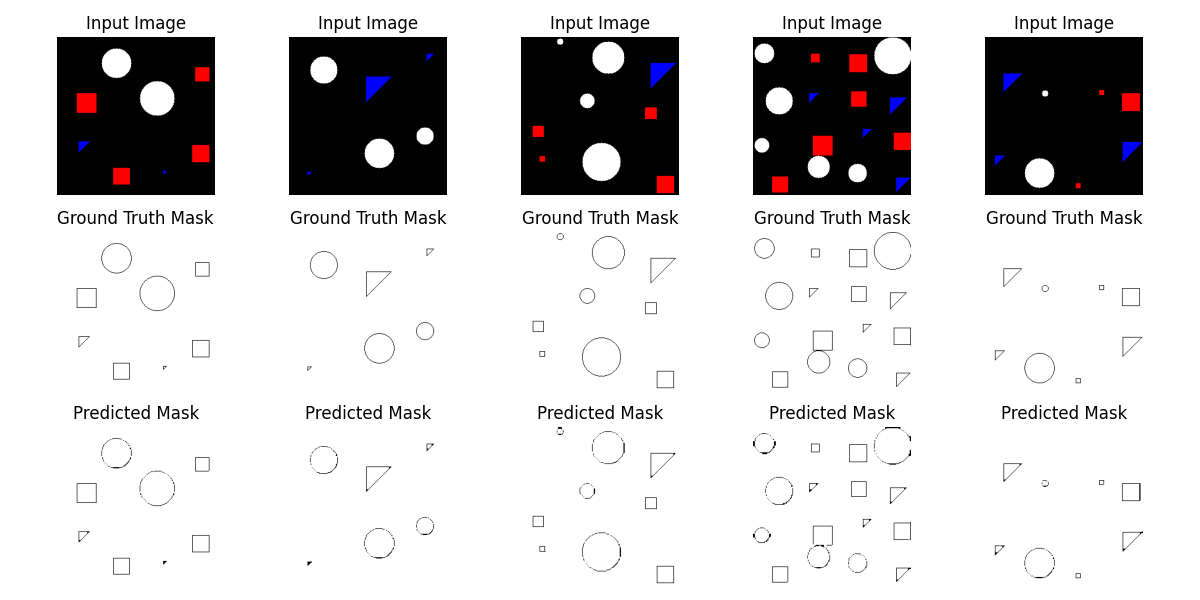 Input Image Input Image Input Image Input Image Input Image
Ground Truth Mask Ground Truth Mask Ground Truth Mask Ground Truth Mask Ground Truth Mask
Predicted Mask Predicted Mask Predicted Mask Predicted Mask Predicted Mask